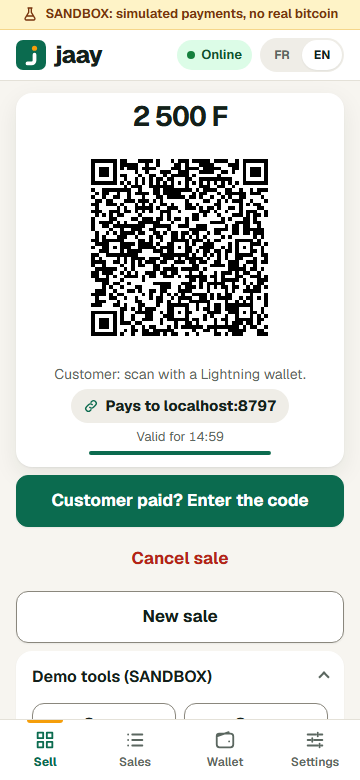 SANDBOX: simulated payments, no real bitcoin
jaay
Online
FR
EN
2 500 F
Customer: scan with a Lightning wallet.
Pays to localhost:8797
Valid for 14:59
Customer paid? Enter the code
Cancel sale
New sale
Demo tools (SANDBOX)
Sell
Sales
Wallet
Settings